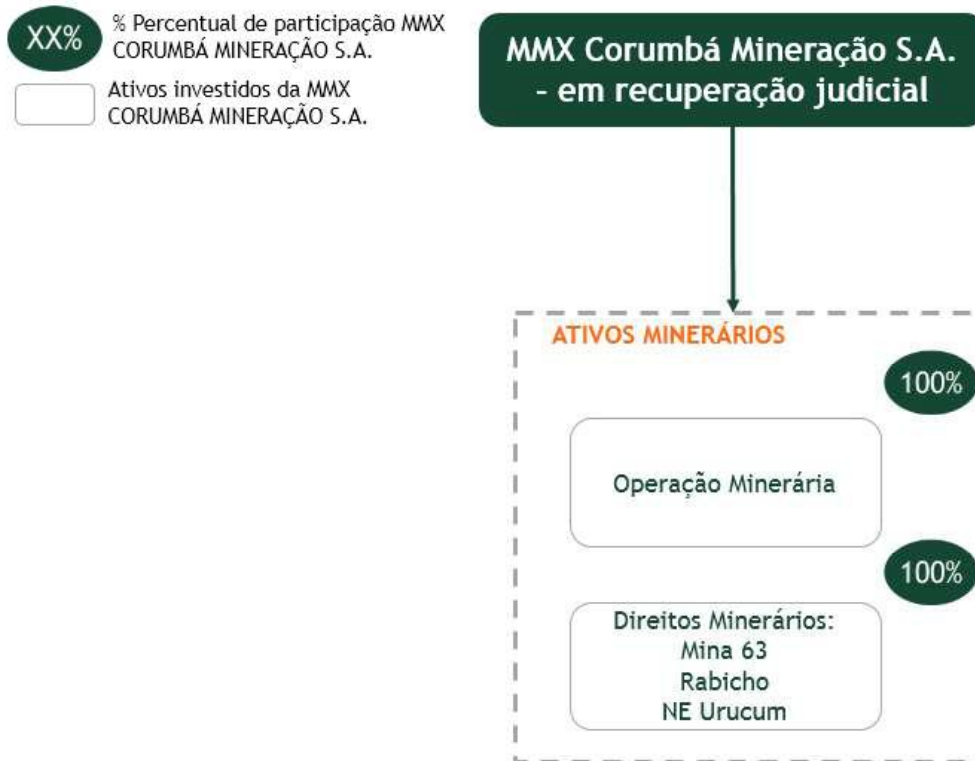 XX%
% Percentual de participação MMX
CORUMBÁ MINERAÇÃO S.A.
Ativos investidos da MMX
CORUMBÁ MINERAÇÃO S.A.
MMX Corumbá Mineração S.A.
- em recuperação judicial
ATIVOS MINERÁRIOS
100%
Operação Minerária
100%
Direitos Minerários:
Mina 63
Rabicho
NE Urucum